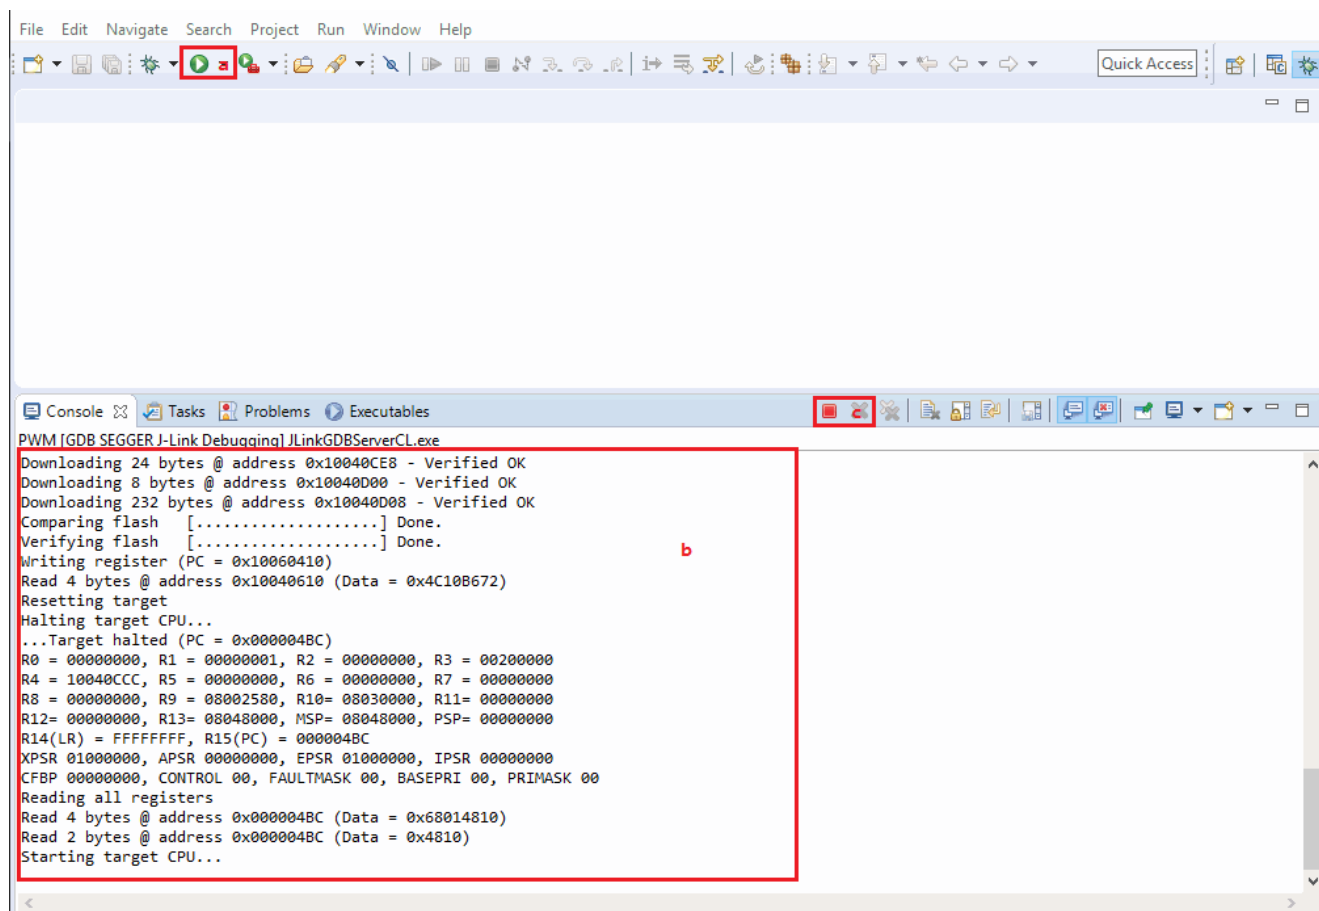 File Edit Navigate Search Project Run Window Help
a
Quick Access
Console Tasks Problems Executables
c
PWM [GDB SEGGER J-Link Debugging] JLinkGDBServerCL.exe
Downloading 24 bytes @ address 0x10040CE8 - Verified OK
Downloading 8 bytes @ address 0x10040D00 - Verified OK
Downloading 232 bytes @ address 0x10040D08 - Verified OK
Comparing flash   [....................] Done.
Verifying flash   [....................] Done.
b
Writing register (PC = 0x10060410)
Read 4 bytes @ address 0x10040610 (Data = 0x4C10B672)
Resetting target
Halting target CPU...
...Target halted (PC = 0x000004BC)
R0 = 00000000, R1 = 00000001, R2 = 00000000, R3 = 00200000
R4 = 10040CCC, R5 = 00000000, R6 = 00000000, R7 = 00000000
R8 = 00000000, R9 = 08002580, R10= 08030000, R11= 00000000
R12= 00000000, R13= 08048000, MSP= 08048000, PSP= 00000000
R14(LR) = FFFFFFFF, R15(PC) = 000004BC
XPSR 01000000, APSR 00000000, EPSR 01000000, IPSR 00000000
CFBP 00000000, CONTROL 00, FAULTMASK 00, BASEPRI 00, PRIMASK 00
Reading all registers
Read 4 bytes @ address 0x000004BC (Data = 0x68014810)
Read 2 bytes @ address 0x000004BC (Data = 0x4810)
Starting target CPU...